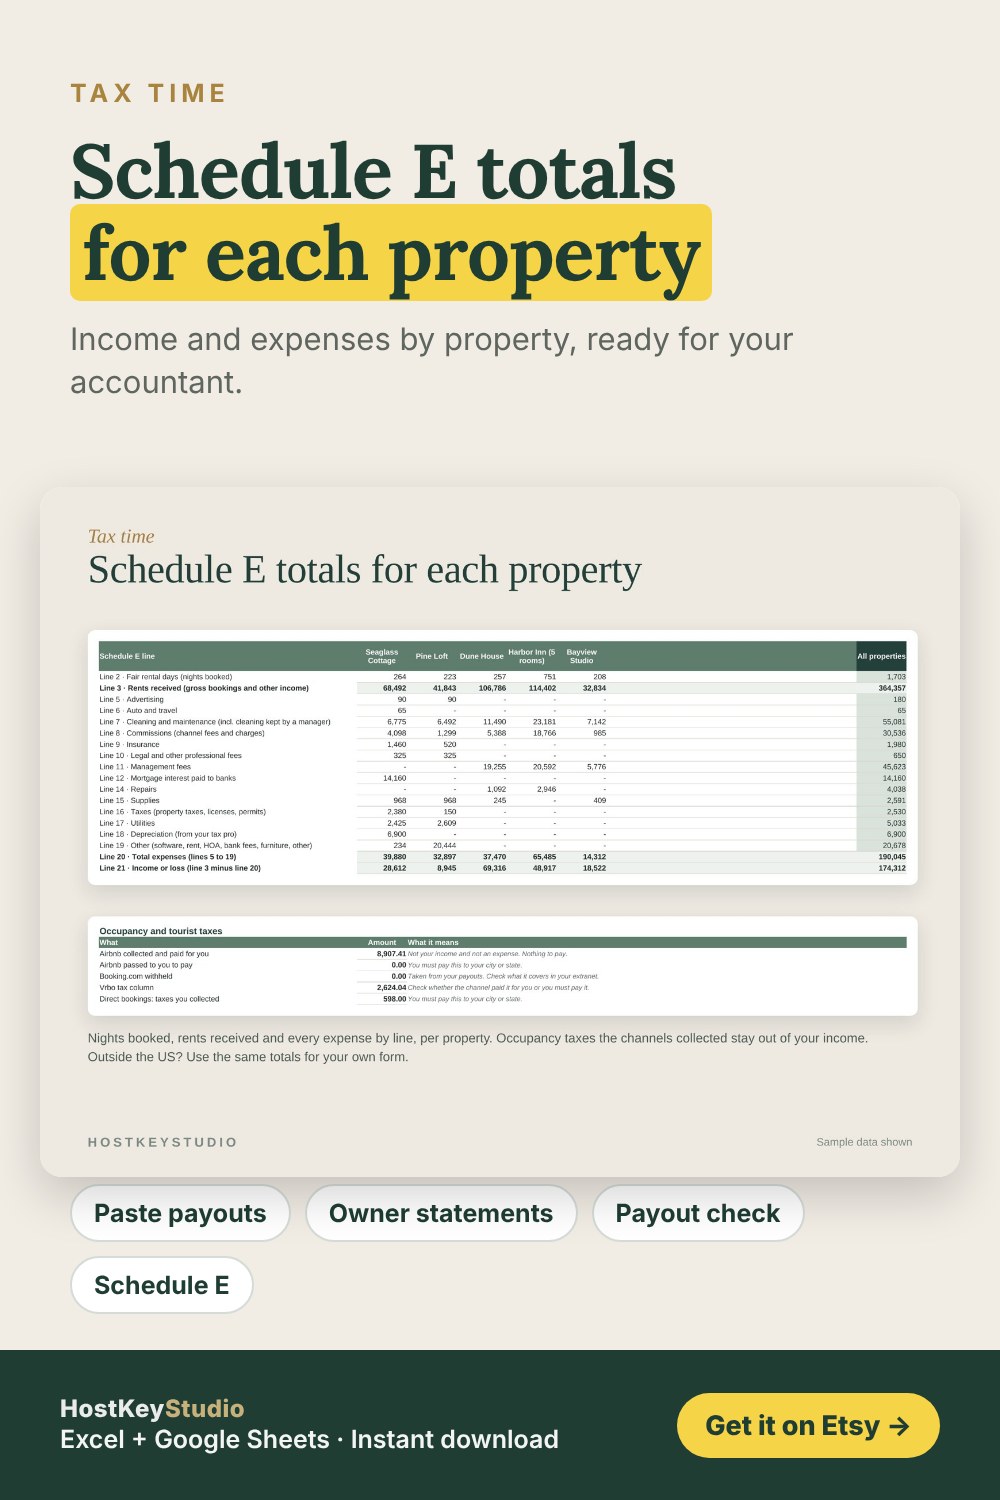 TAX TIME
Schedule E totals
for each property
Income and expenses by property, ready for your
accountant.
Tax time
Schedule E totals for each property
Schedule E line Seaglass Cottage Pine Loft Dune House Harbor Inn (5 rooms) Bayview Studio All properties
Line 2 · Fair rental days (nights booked) 264 223 257 751 208 1,703
Line 3 · Rents received (gross bookings and other income) 68,492 41,843 106,786 114,402 32,834 364,357
Line 5 · Advertising 90 90 - - - 180
Line 6 · Auto and travel 65 - - - - 65
Line 7 · Cleaning and maintenance (incl. cleaning kept by a manager) 6,775 6,492 11,490 23,181 7,142 55,081
Line 8 · Commissions (channel fees and charges) 4,098 1,299 5,388 18,766 985 30,536
Line 9 · Insurance 1,460 520 - - - 1,980
Line 10 · Legal and other professional fees 325 325 - - - 650
Line 11 · Management fees - - 19,255 20,592 5,776 45,623
Line 12 · Mortgage interest paid to banks 14,160 - - - - 14,160
Line 14 · Repairs - - 1,092 2,946 - 4,038
Line 15 · Supplies 968 968 245 - 409 2,591
Line 16 · Taxes (property taxes, licenses, permits) 2,380 150 - - - 2,530
Line 17 · Utilities 2,425 2,609 - - - 5,033
Line 18 · Depreciation (from your tax pro) 6,900 - - - - 6,900
Line 19 · Other (software, rent, HOA, bank fees, furniture, other) 234 20,444 - - - 20,678
Line 20 · Total expenses (lines 5 to 19) 39,880 32,897 37,470 65,485 14,312 190,045
Line 21 · Income or loss (line 3 minus line 20) 28,612 8,945 69,316 48,917 18,522 174,312
Occupancy and tourist taxes
What Amount What it means
Airbnb collected and paid for you 8,907.41 Not your income and not an expense. Nothing to pay.
Airbnb passed to you to pay 0.00 You must pay this to your city or state.
Booking.com withheld 0.00 Taken from your payouts. Check what it covers in your extranet.
Vrbo tax column 2,624.04 Check whether the channel paid it for you or you must pay it.
Direct bookings: taxes you collected 598.00 You must pay this to your city or state.
Nights booked, rents received and every expense by line, per property. Occupancy taxes the channels collected stay out of your income.
Outside the US? Use the same totals for your own form.
HOSTKEYSTUDIO
Sample data shown
Paste payouts
Owner statements
Payout check
Schedule E
HostKeyStudio
Excel + Google Sheets · Instant download
Get it on Etsy →